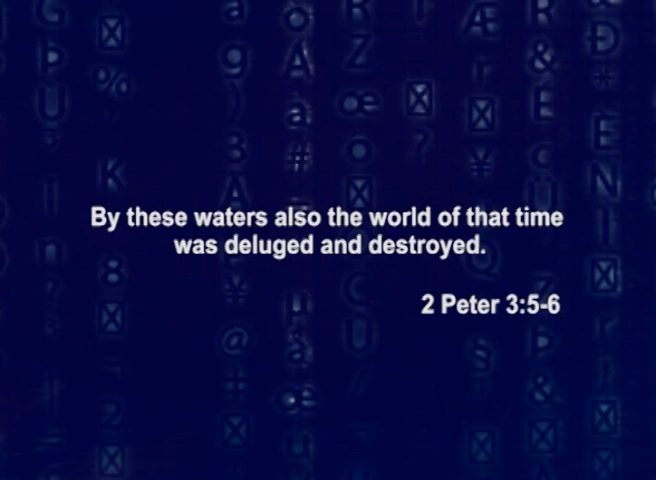 By these waters also the world of that time
was deluged and destroyed.
2 Peter 3:5-6